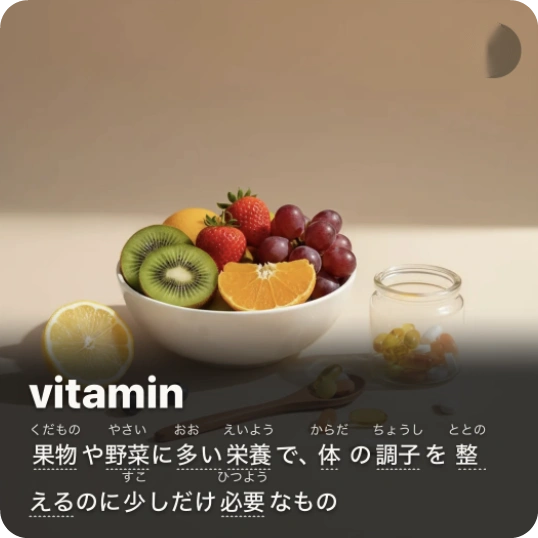 vitamin
くだもの やさい おお えいよう からだ ちょうし ととの
果物や野菜に多い栄養で、体の調子を整
すこ ひつよう
えるのに少しだけ必要なもの